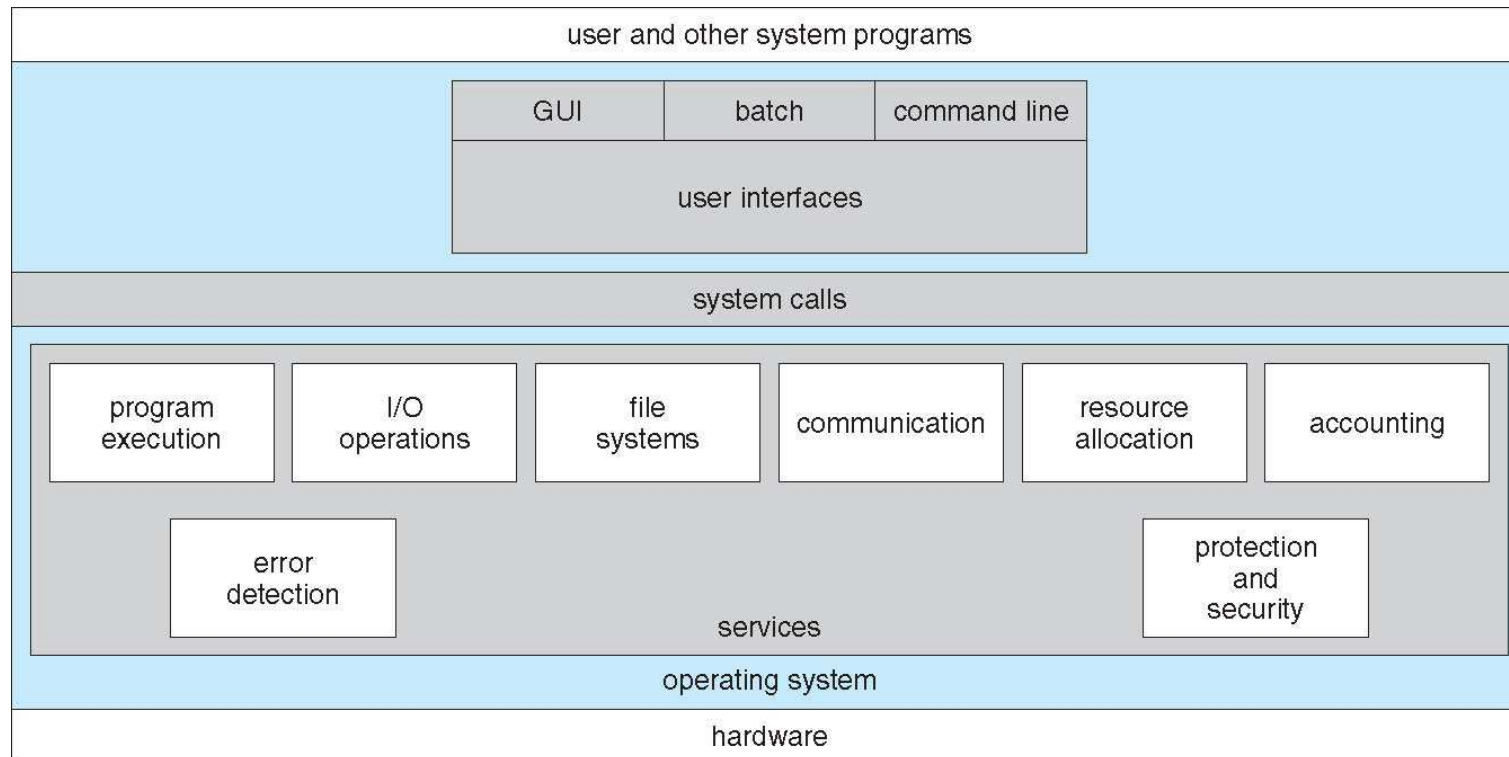 user and other system programs
GUI
batch
command line
user interfaces
system calls
program
execution
I/O
operations
file
systems
communication
resource
allocation
accounting
error
detection
protection
and
security
services
operating system
hardware